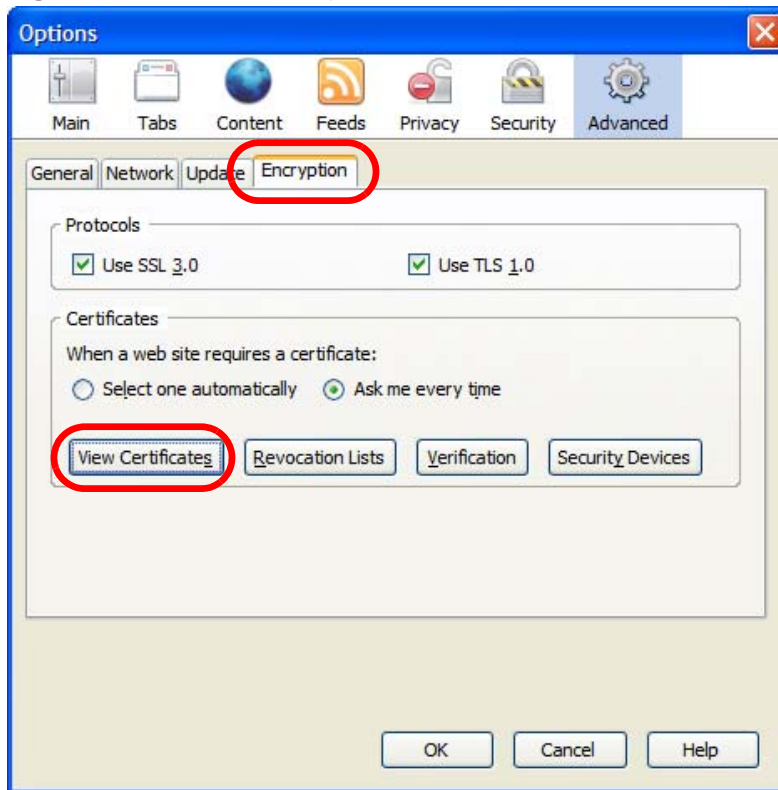 Options
Main Tabs Content Feeds Privacy Security Advanced
General Network Update Encryption
Protocols
Use SSL 3.0 Use TLS 1.0
Certificates
When a web site requires a certificate:
Select one automatically Ask me every time
View Certificates Revocation Lists Verification Security Devices
OK Cancel Help